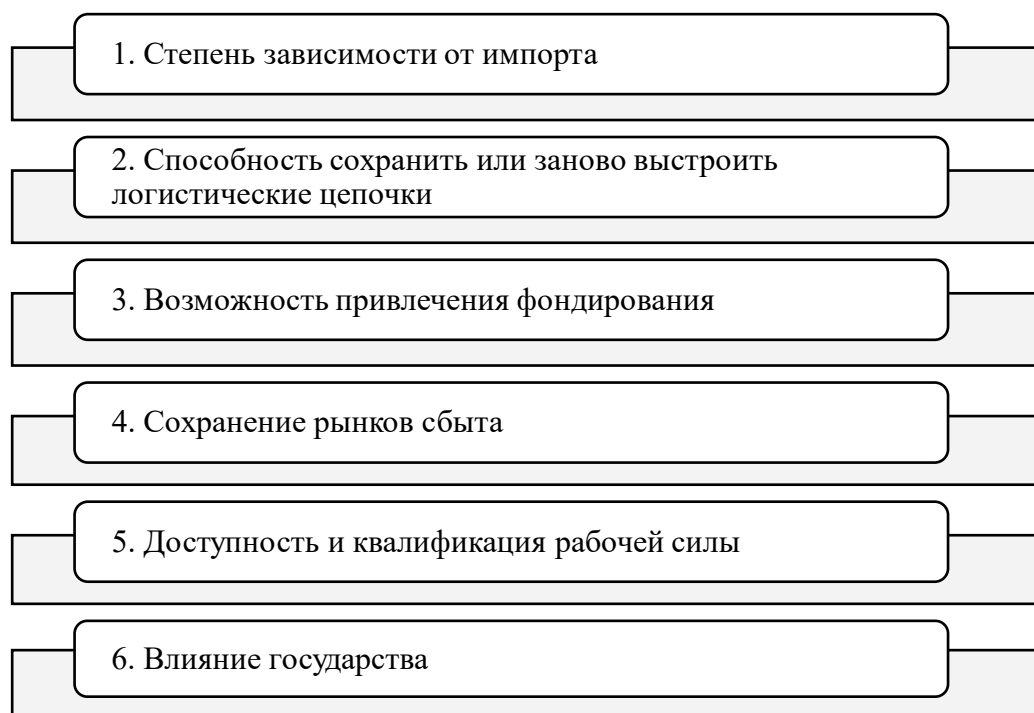 1. Степень зависимости от импорта
2. Способность сохранить или заново выстроить
логистические цепочки
3. Возможность привлечения фондирования
4. Сохранение рынков сбыта
5. Доступность и квалификация рабочей силы
6. Влияние государства